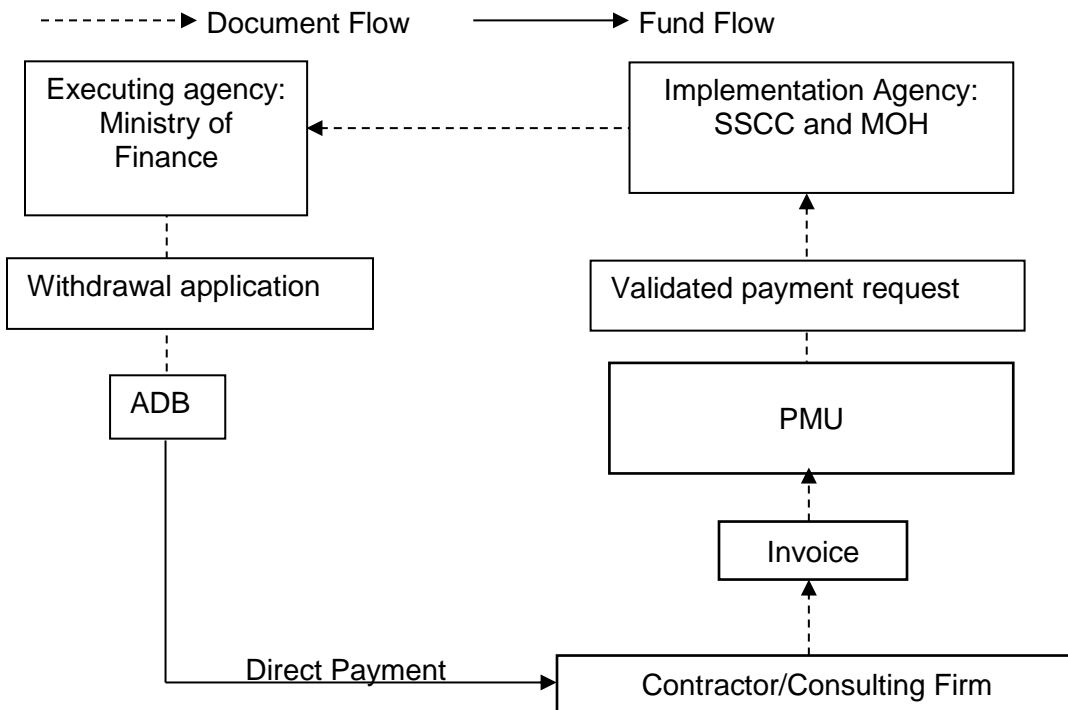 Document Flow
Fund Flow
Executing agency:
Ministry of
Finance
Implementation Agency:
SSCC and MOH
Withdrawal application
Validated payment request
ADB
PMU
Invoice
Direct Payment
Contractor/Consulting Firm